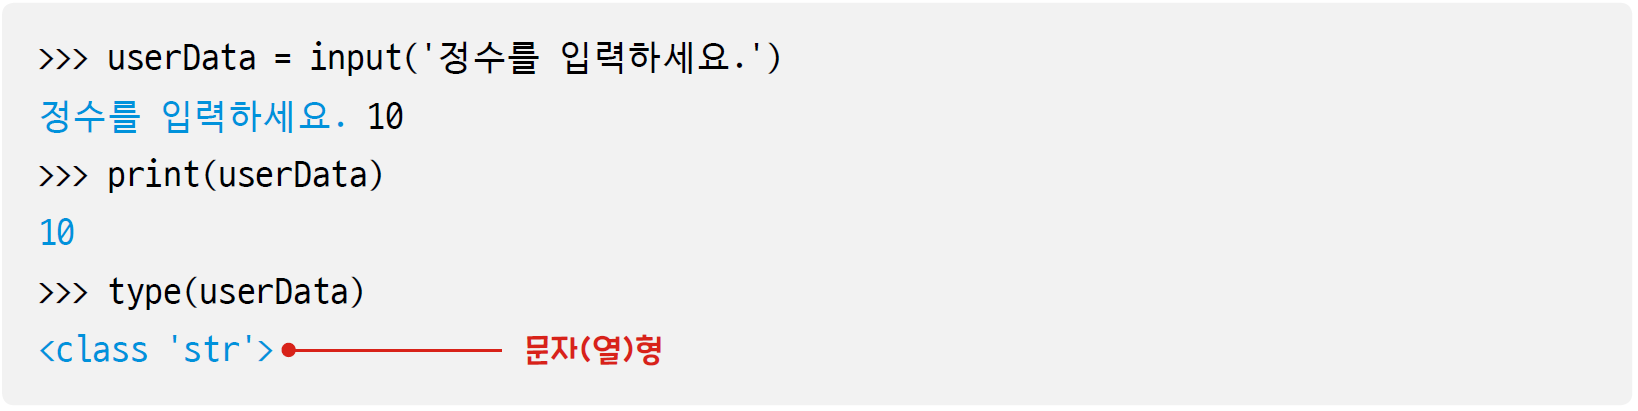 >>> userData = input('정수를 입력하세요.')
정수를 입력하세요. 10
>>> print(userData)
10
>>> type(userData)
<class 'str'> 문자(열)형